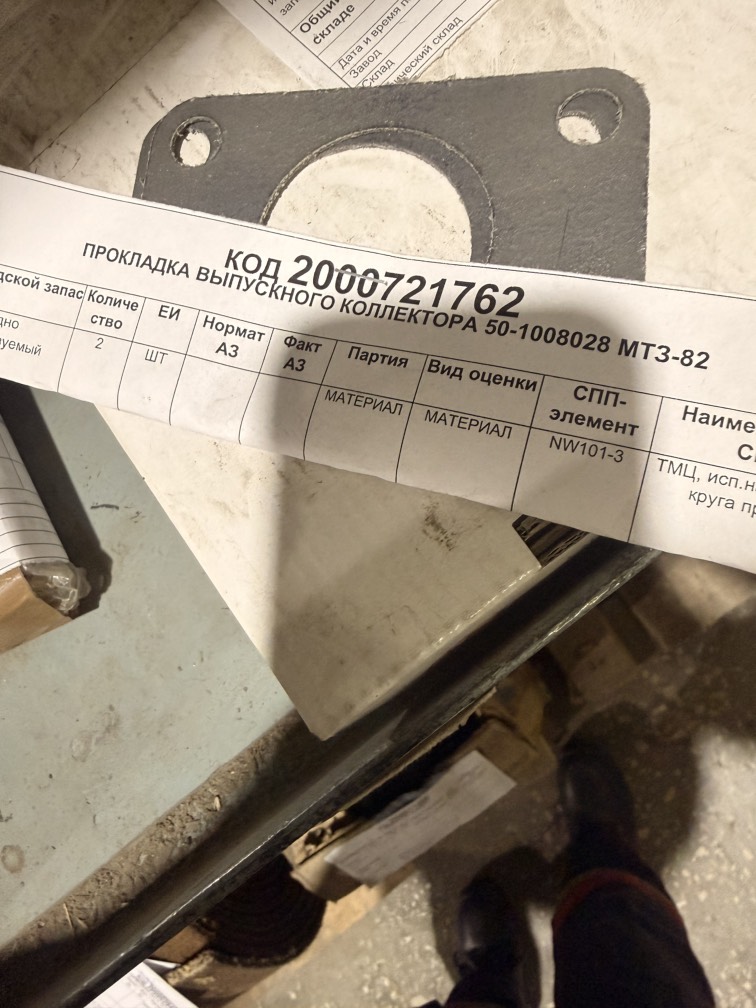 Общий
складе
Дата и время п
Завод
Склад
ический склад
КОД 2000721762
ПРОКЛАДКА ВЫПУСКНОГО КОЛЛЕКТОРА 50-1008028 МТЗ-82
дской запас
Количе
ство
ЕИ
Нормат
АЗ
Факт
АЗ
Партия
Вид оценки
СПП-
элемент
Наиме
С
дно
уемый
2
ШТ
МАТЕРИАЛ
МАТЕРИАЛ
NW101-3
ТМЦ, исп.н
круга пр